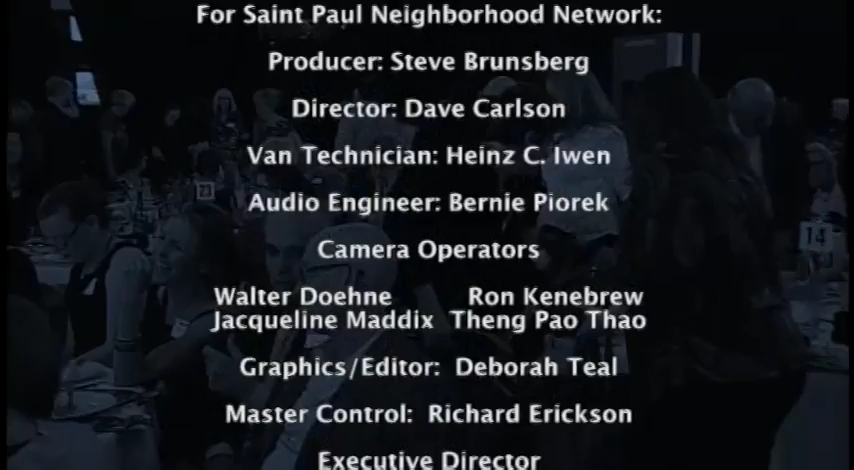 For Saint Paul Neighborhood Network:
Producer: Steve Brunsberg
Director: Dave Carlson
Van Technician: Heinz C. Iwen
Audio Engineer: Bernie Piorek
23
14
Camera Operators
Walter Doehne Ron Kenebrew
Jacqueline Maddix Theng Pao Thao
Graphics/Editor: Deborah Teal
Master Control: Richard Erickson
Executive Director